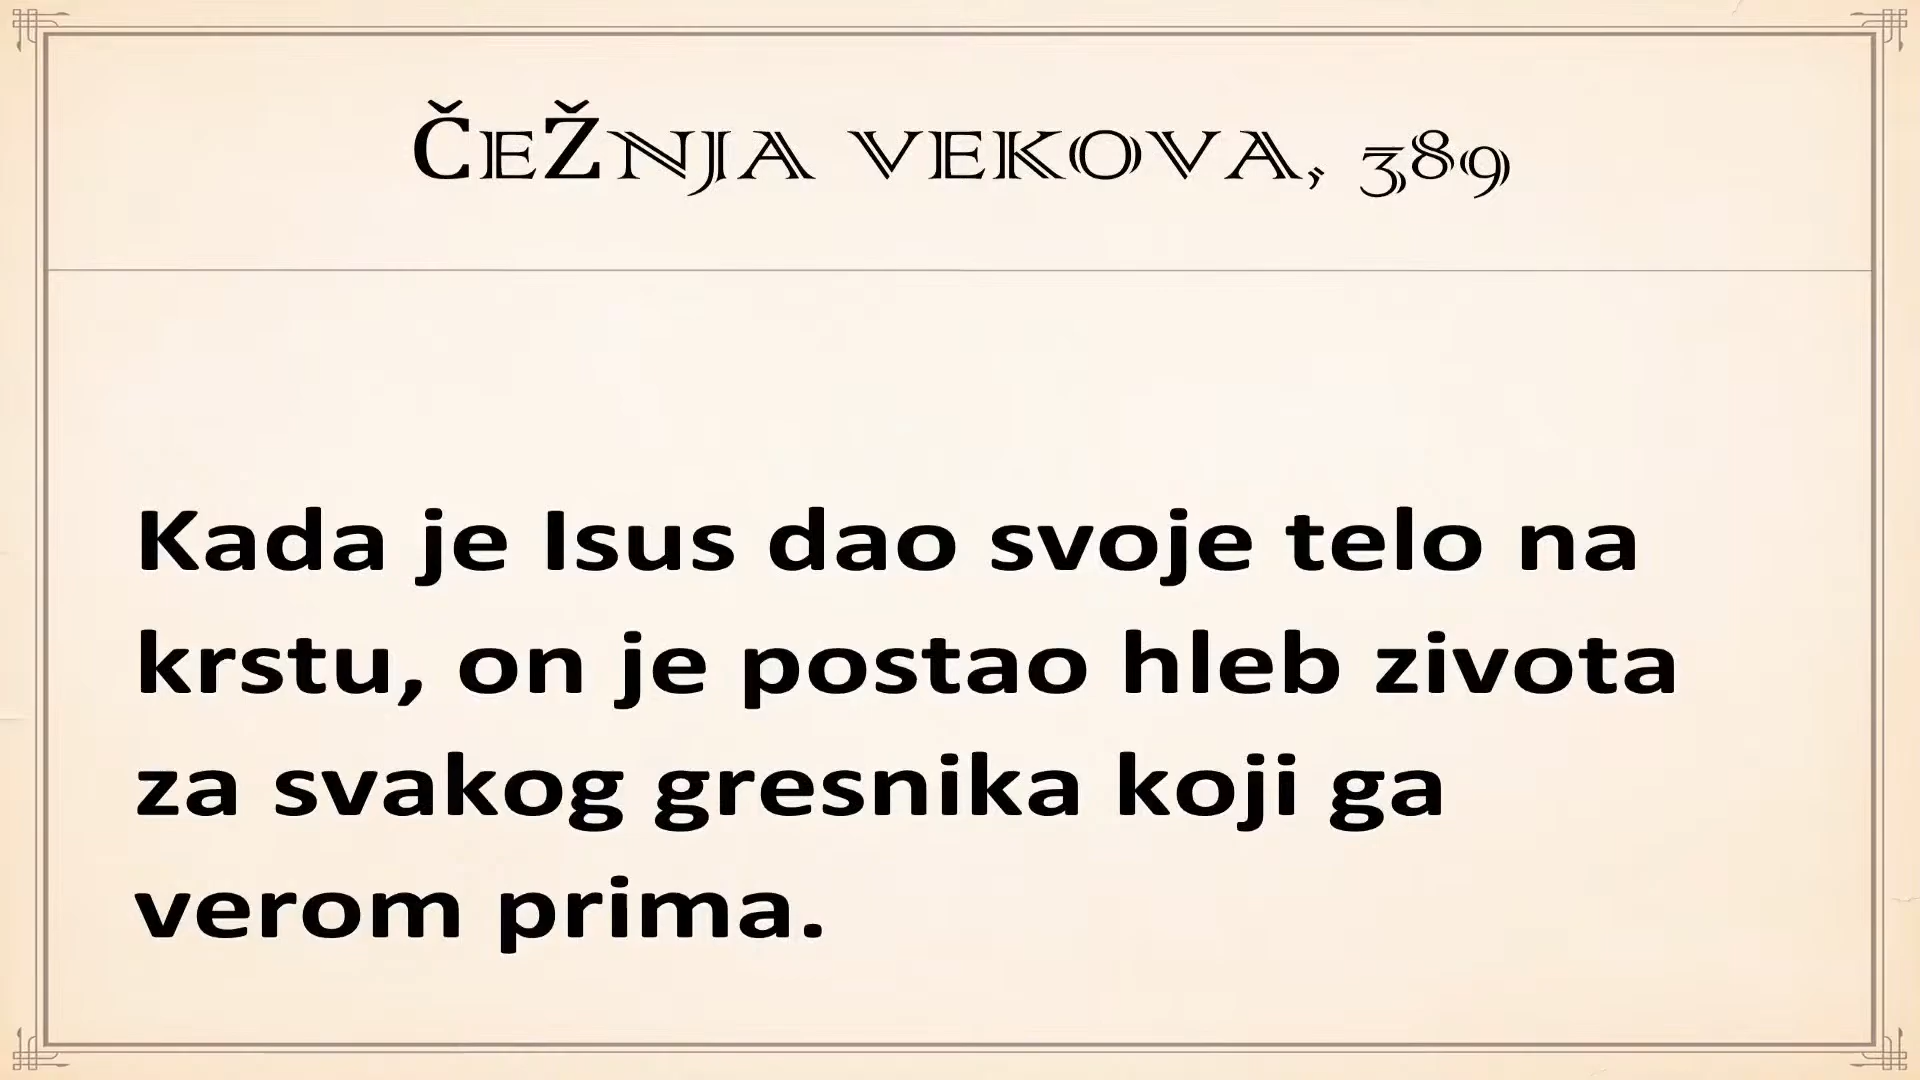 ČEŽNJA VEKOVA, 389
Kada je Isus dao svoje telo na
krstu, on je postao hleb zivota
za svakog gresnika koji ga
verom prima.